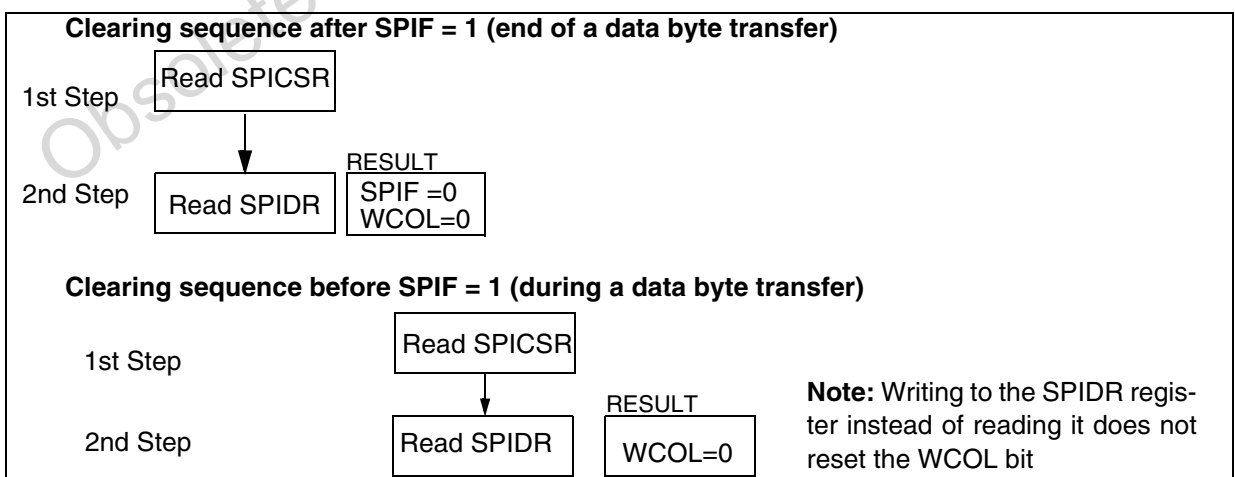 Clearing sequence after SPIF = 1 (end of a data byte transfer)
1st Step
Read SPICSR
2nd Step
Read SPIDR
RESULT
SPIF =0
WCOL=0
Clearing sequence before SPIF = 1 (during a data byte transfer)
1st Step
Read SPICSR
2nd Step
Read SPIDR
RESULT
WCOL=0
Note: Writing to the SPIDR regis-
ter instead of reading it does not
reset the WCOL bit
Obsolete